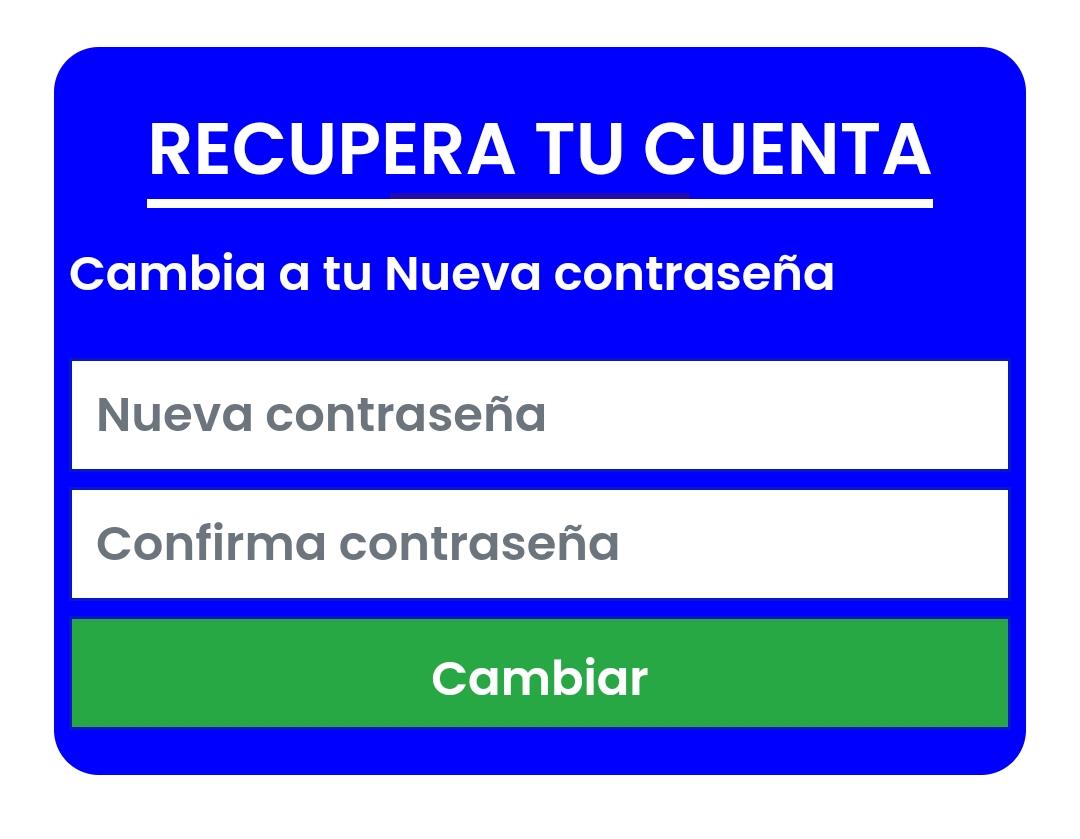 RECUPERA TU CUENTA
Cambia a tu Nueva contraseña
Nueva contraseña
Confirma contraseña
Cambiar